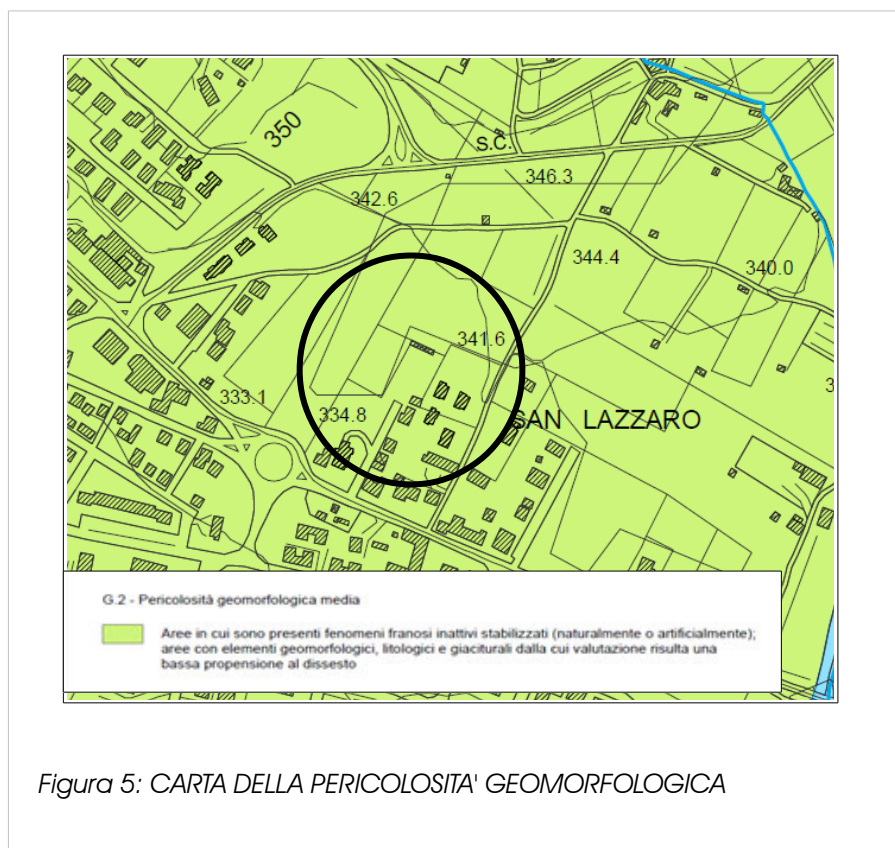 350
S.C.
346.3
342.6
344.4
340.0
341.6
333.1
334.8
SAN LAZZARO
3
G.2 - Pericolosità geomorfologica media
Aree in cui sono presenti fenomeni franosi inattivi stabilizzati (naturalmente o artificialmente);
aree con elementi geomorfologici, litologici e giaciturali dalla cui valutazione risulta una
bassa propensione al dissesto
Figura 5: CARTA DELLA PERICOLOSITA' GEOMORFOLOGICA